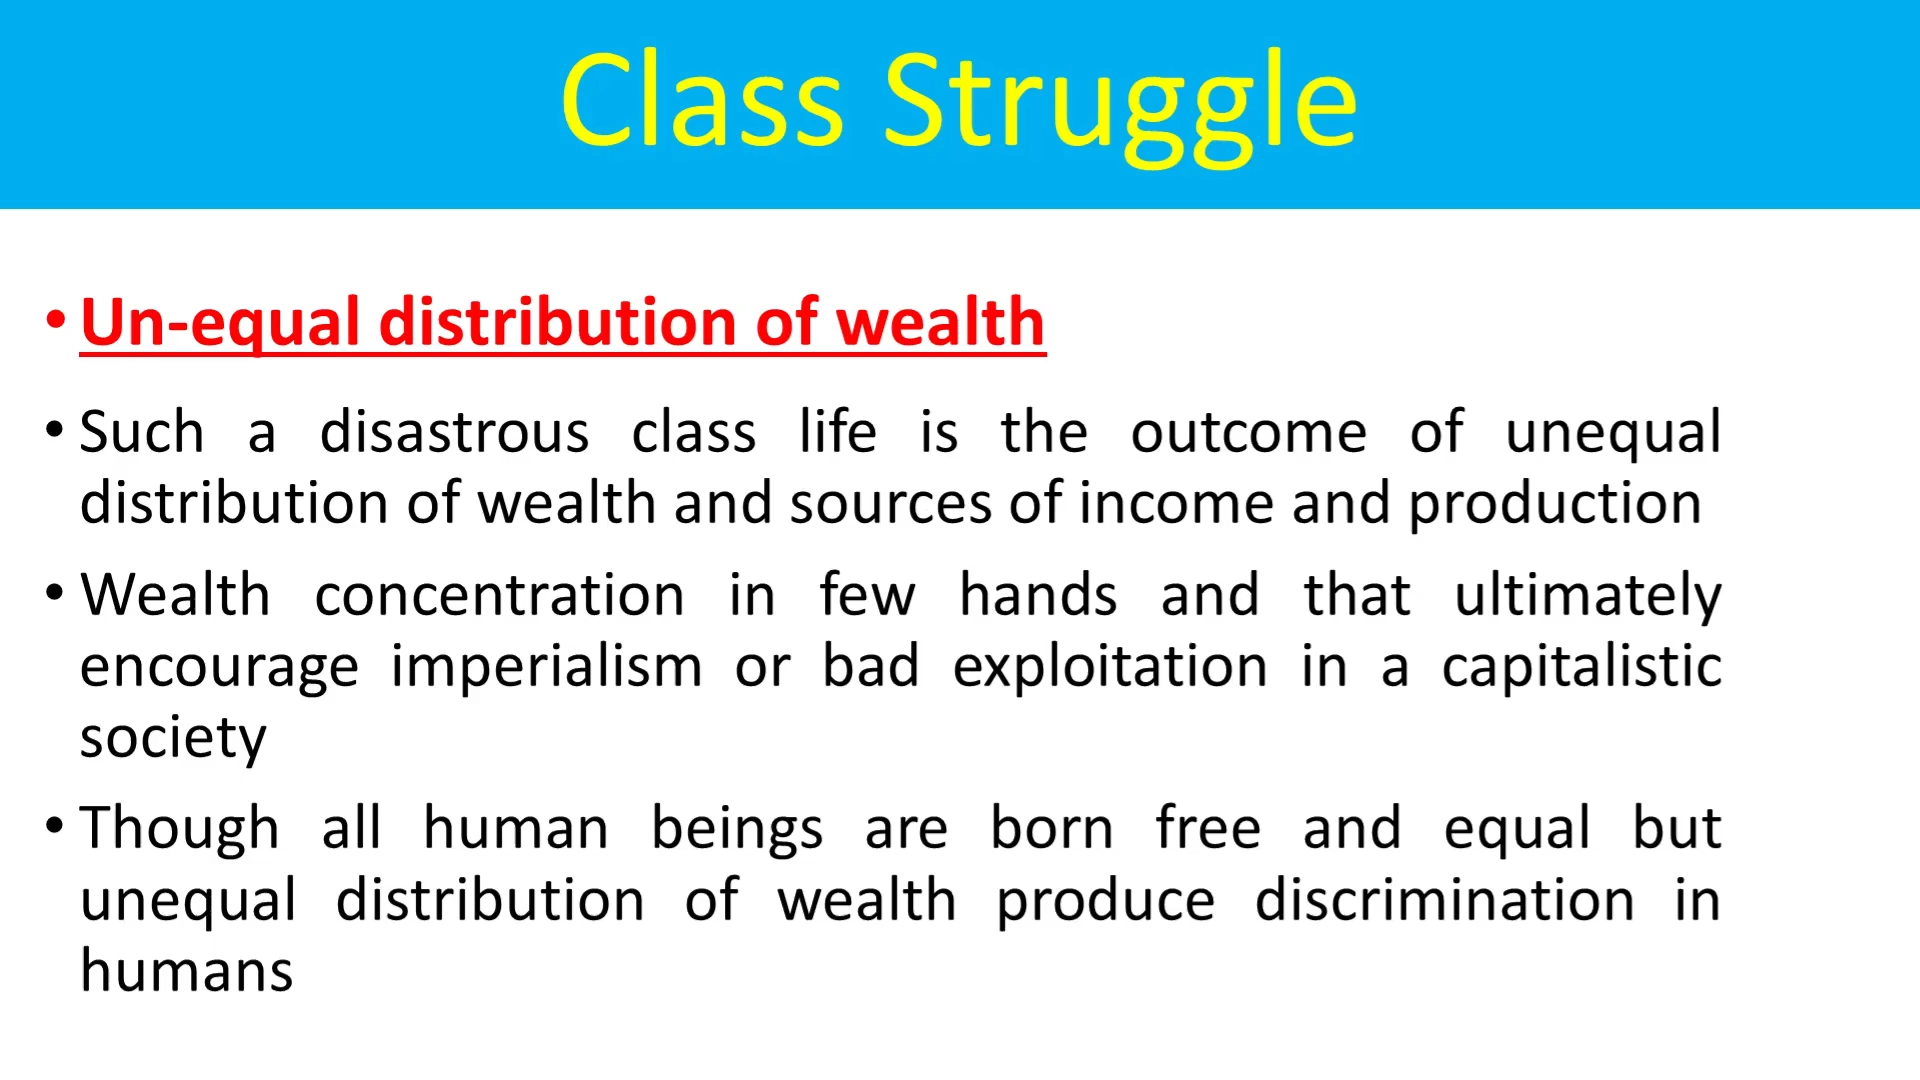 Class Struggle
• Un-equal distribution of wealth
• Such a disastrous class life is the outcome of unequal
distribution of wealth and sources of income and production
• Wealth concentration in few hands and that ultimately
encourage imperialism or bad exploitation in a capitalistic
society
• Though all human beings are born free and equal but
unequal distribution of wealth produce discrimination in
humans